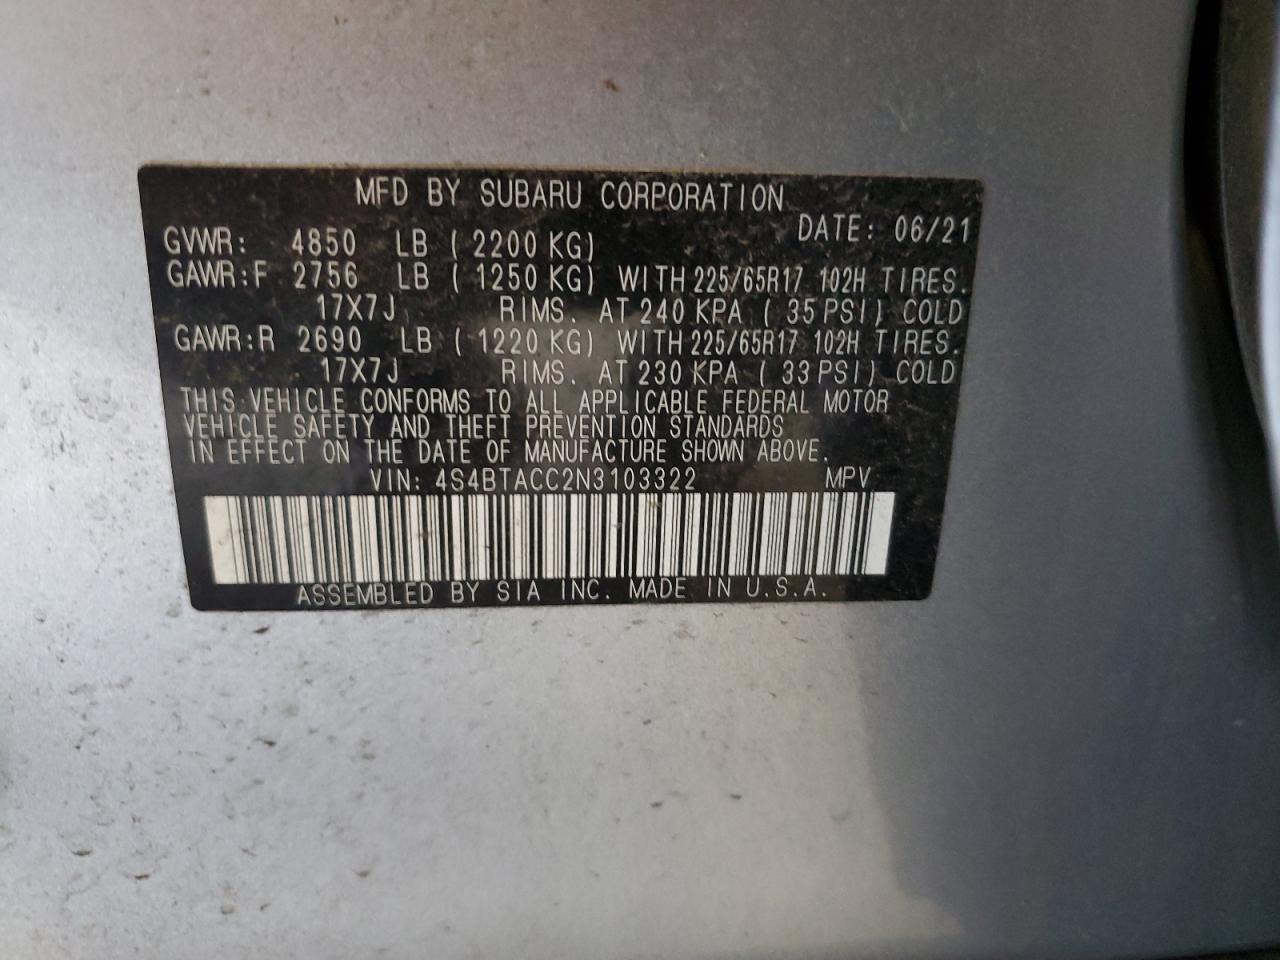 MFD BY SUBARU CORPORATION
DATE: 06/21
GVWR: 4850 LB ( 2200 KG)
GAWR:F 2756 LB ( 1250 KG) WITH 225/65R17 102H TIRES.
17X7J RIMS. AT 240 KPA ( 35 PSI) COLD
GAWR:R 2690 LB ( 1220 KG) WITH 225/65R17 102H TIRES.
17X7J RIMS. AT 230 KPA ( 33 PSI) COLD
THIS VEHICLE CONFORMS TO ALL APPLICABLE FEDERAL MOTOR
VEHICLE SAFETY AND THEFT PREVENTION STANDARDS
IN EFFECT ON THE DATE OF MANUFACTURE SHOWN ABOVE.
VIN: 4S4BTACC2N3103322 MPV
ASSEMBLED BY SIA INC. MADE IN U.S.A.